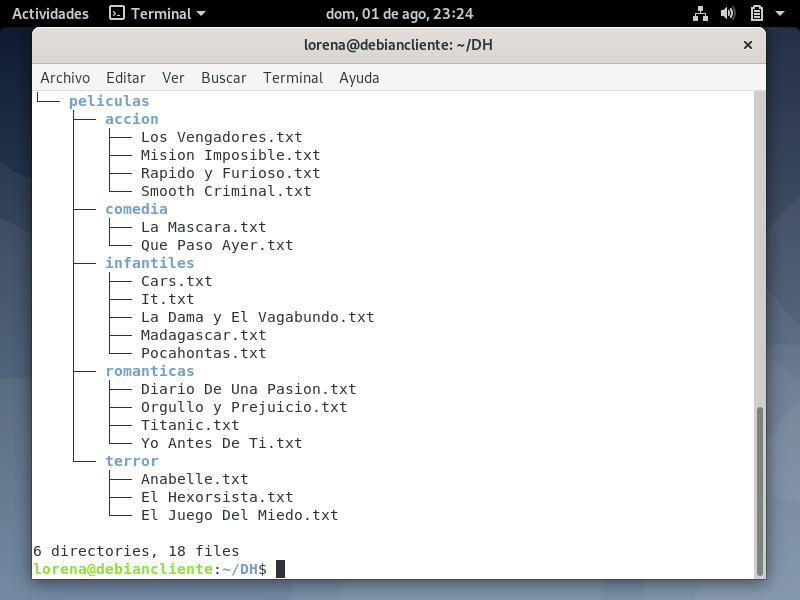 Actividades Terminal dom, 01 de ago, 23:24
lorena@debiancliente: ~/DH
Archivo Editar Ver Buscar Terminal Ayuda
└── peliculas
├── accion
│   ├── Los Vengadores.txt
│   ├── Mision Imposible.txt
│   ├── Rapido y Furioso.txt
│   └── Smooth Criminal.txt
├── comedia
│   ├── La Mascara.txt
│   └── Que Paso Ayer.txt
├── infantiles
│   ├── Cars.txt
│   ├── It.txt
│   ├── La Dama y El Vagabundo.txt
│   ├── Madagascar.txt
│   └── Pocahontas.txt
├── romanticas
│   ├── Diario De Una Pasion.txt
│   ├── Orgullo y Prejuicio.txt
│   ├── Titanic.txt
│   └── Yo Antes De Ti.txt
└── terror
├── Anabelle.txt
├── El Hexorsista.txt
└── El Juego Del Miedo.txt
6 directories, 18 files
lorena@debiancliente:~/DH$